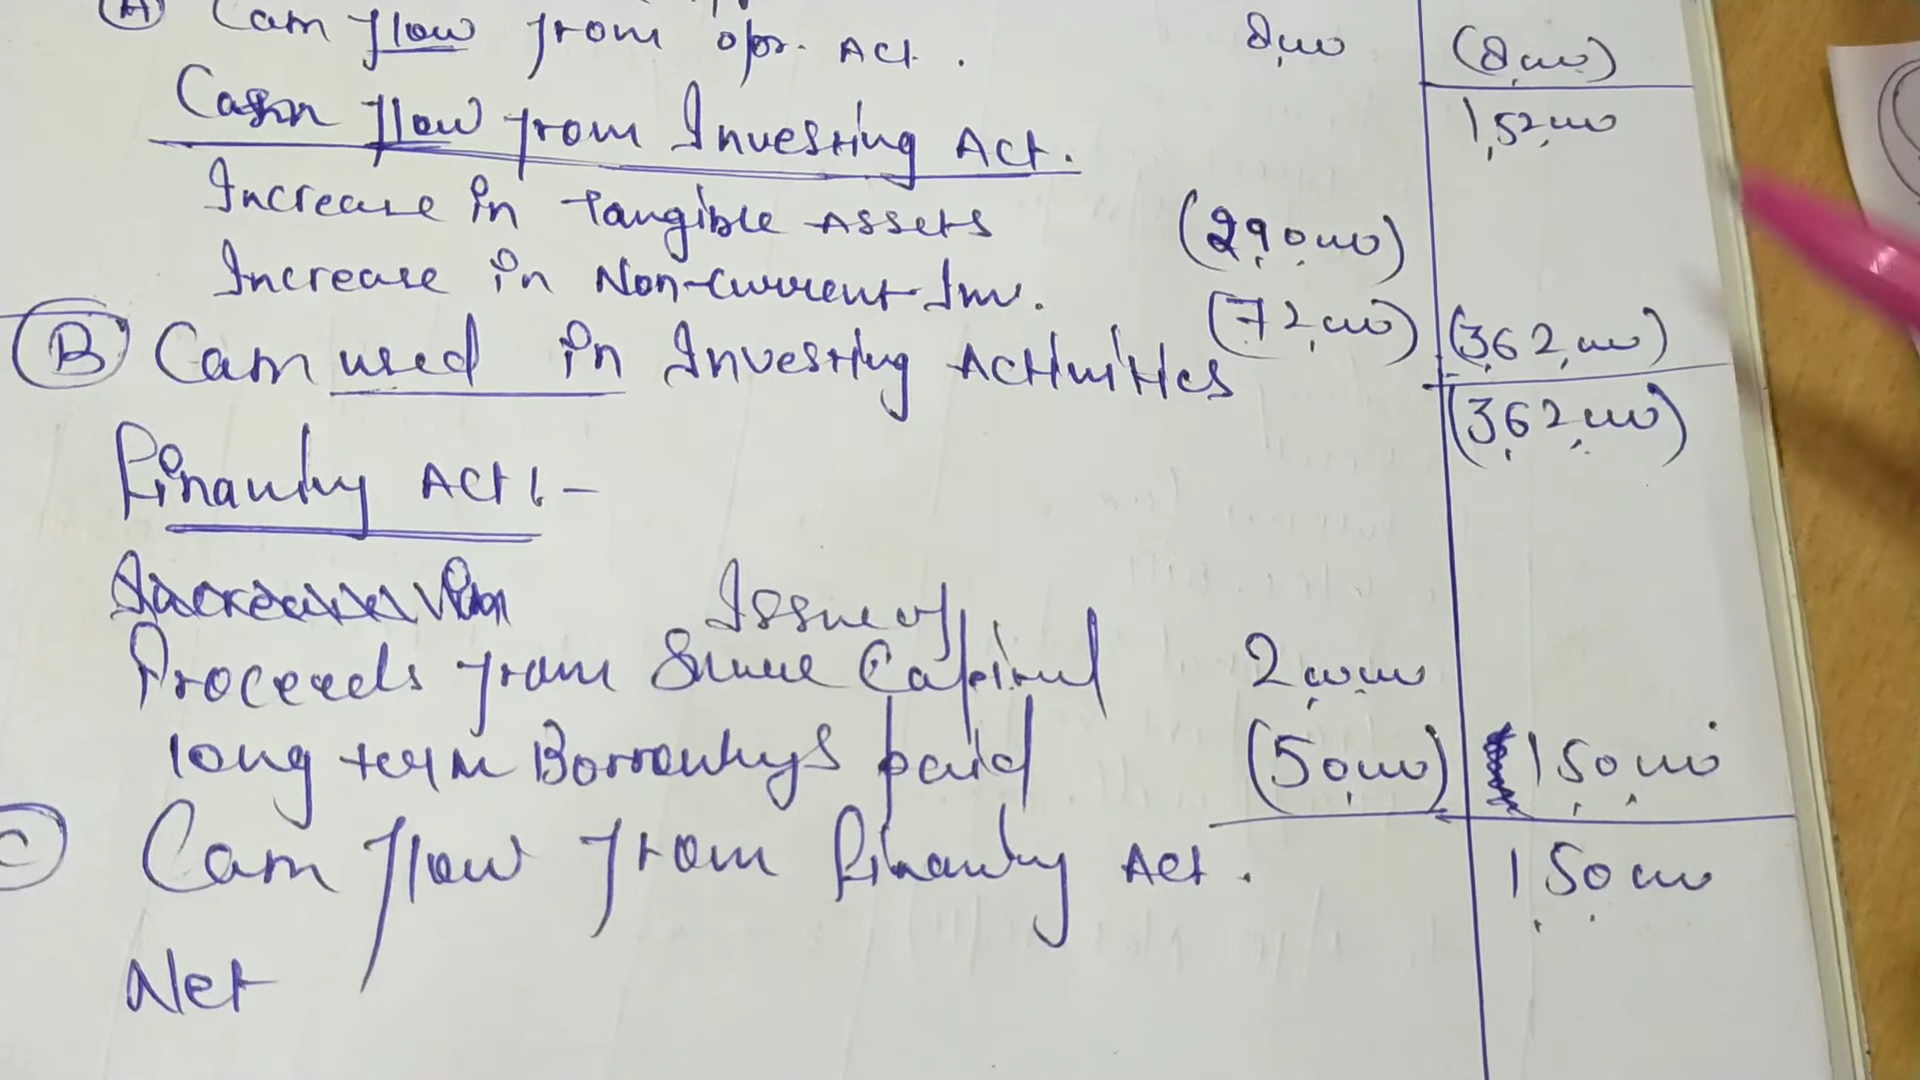 (A) Cash flow from opr. Act. 8,000 (8,000)
1,52,000
Cash flow from Investing Act.
Increase in tangible Assets (2,90,000)
Increase in Non-current Inv. (72,000) (3,62,000)
(B) Cash used in Investing Activities (3,62,000)
Financing Act :-
Issue of
Proceeds from Share Capital 2,00,000
long term Borrowings paid (50,000) 1,50,000
(C) Cash flow from financing Act. 1,50,000
Net